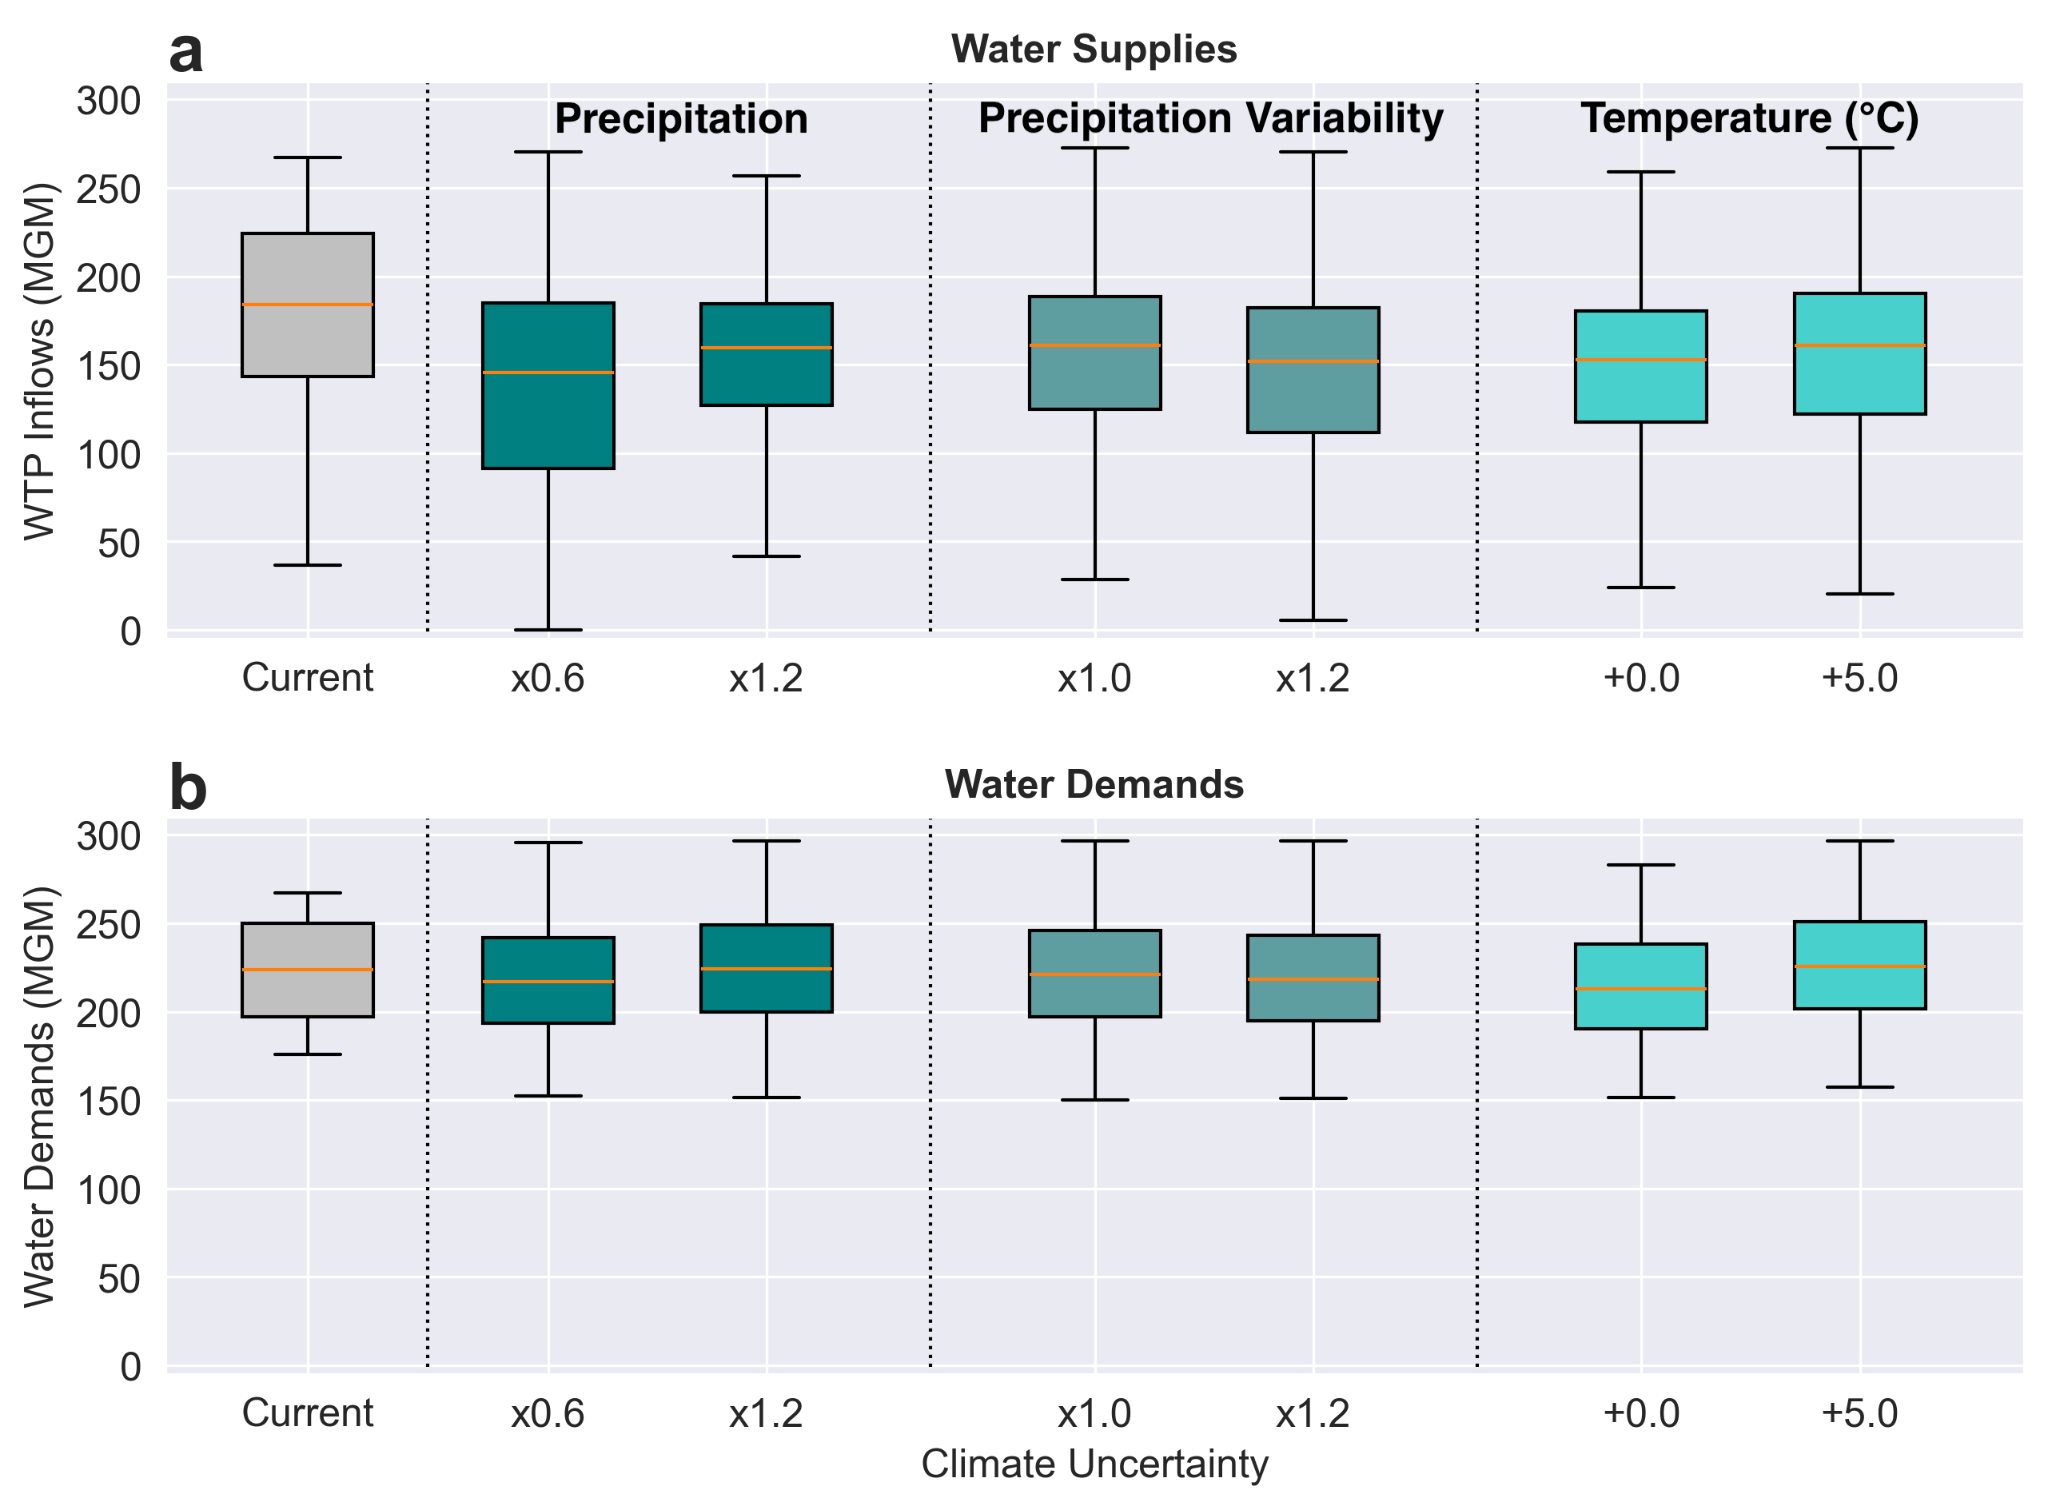 a
Water Supplies
Precipitation
Precipitation Variability
Temperature (°C)
WTP Inflows (MGM)
300
250
200
150
100
50
0
Current
x0.6
x1.2
x1.0
x1.2
+0.0
+5.0
b
Water Demands
Water Demands (MGM)
300
250
200
150
100
50
0
Current
x0.6
x1.2
x1.0
x1.2
+0.0
+5.0
Climate Uncertainty